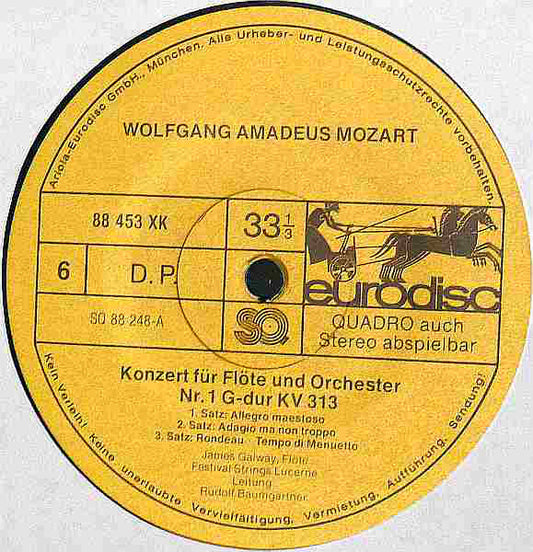 Ariola-Eurodisc GmbH., München. Alle Urheber- und Leistungsschutzrechte vorbehalten.
WOLFGANG AMADEUS MOZART
88 453 XK
33 1/3
6
D. P.
eurodisc
SQ 88 248-A
SQ
QUADRO auch
Stereo abspielbar
Konzert für Flöte und Orchester
Nr. 1 G-dur KV 313
1. Satz: Allegro maestoso
2. Satz: Adagio ma non troppo
3. Satz: Rondeau - Tempo di Menuetto
James Galway, Flöte
Festival Strings Lucerne
Leitung
Rudolf Baumgartner
Kein Verleih! Keine unerlaubte Vervielfältigung, Vermietung, Aufführung, Sendung!